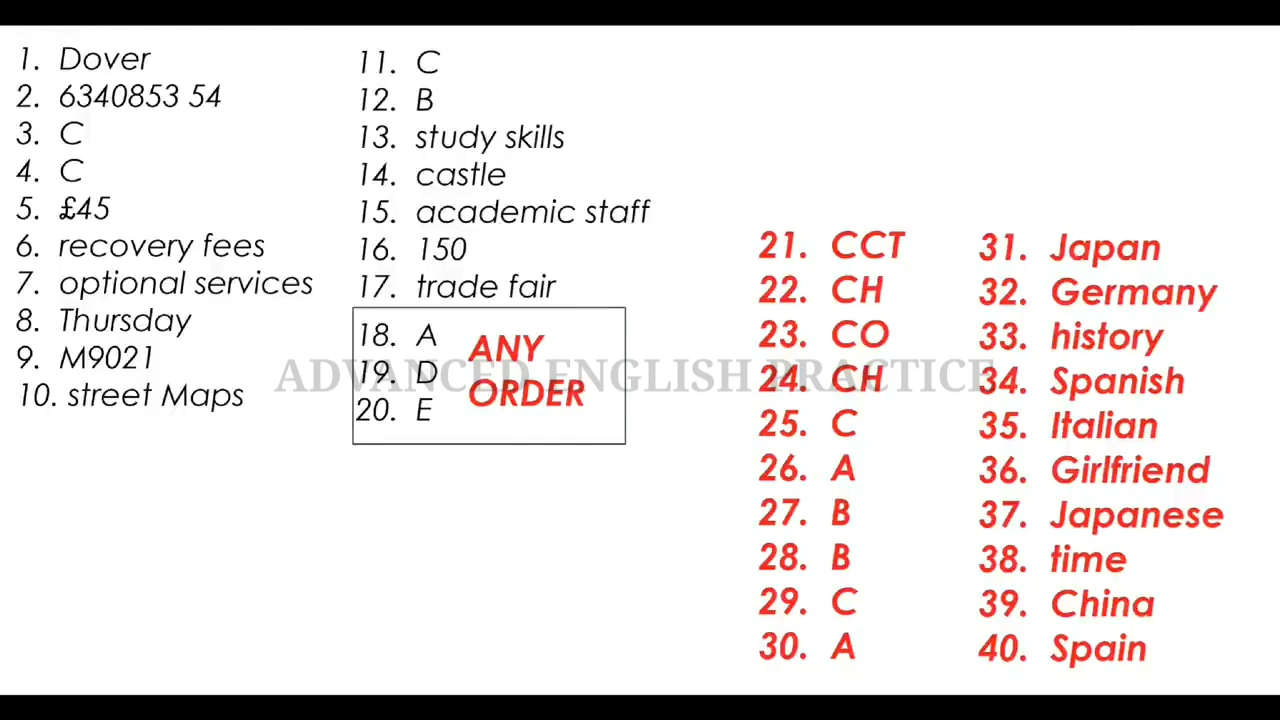 1. Dover
2. 6340853 54
3. C
4. C
5. £45
6. recovery fees
7. optional services
8. Thursday
9. M9021
10. street Maps
11. C
12. B
13. study skills
14. castle
15. academic staff
16. 150
17. trade fair
18. A
19. D
20. E
ANY
ORDER
ADVANCED ENGLISH PRACTICE
21. CCT
22. CH
23. CO
24. CH
25. C
26. A
27. B
28. B
29. C
30. A
31. Japan
32. Germany
33. history
34. Spanish
35. Italian
36. Girlfriend
37. Japanese
38. time
39. China
40. Spain